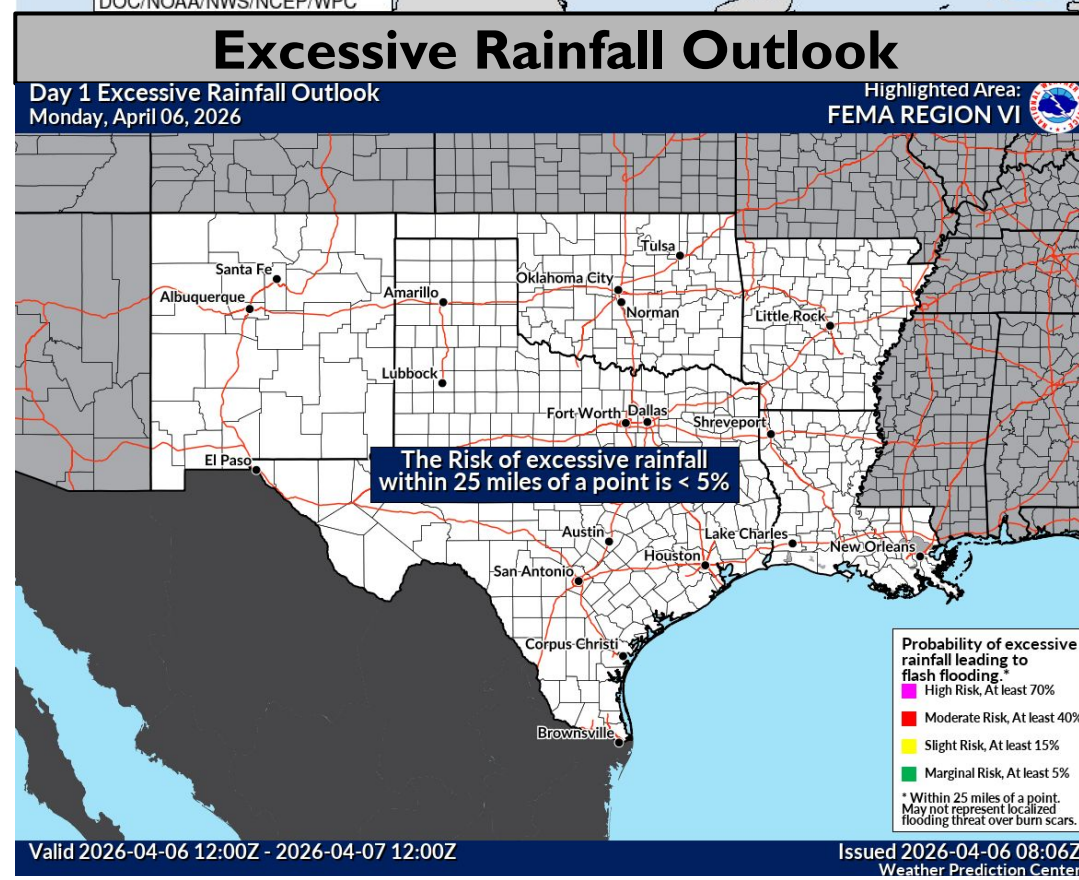 DOC/NOAA/NWS/NCEP/WPC
Excessive Rainfall Outlook
Day 1 Excessive Rainfall Outlook
Monday, April 06, 2026
Highlighted Area:
FEMA REGION VI
Tulsa
Santa Fe
Oklahoma City
Albuquerque
Amarillo
Norman
Little Rock
Lubbock
Fort Worth
Dallas
Shreveport
El Paso
The Risk of excessive rainfall
within 25 miles of a point is < 5%
Austin
Lake Charles
Houston
New Orleans
San Antonio
Corpus Christi
Brownsville
Probability of excessive
rainfall leading to
flash flooding.*
High Risk, At least 70%
Moderate Risk, At least 40%
Slight Risk, At least 15%
Marginal Risk, At least 5%
* Within 25 miles of a point.
May not represent localized
flooding threat over burn scars.
Valid 2026-04-06 12:00Z - 2026-04-07 12:00Z
Issued 2026-04-06 08:06Z
Weather Prediction Center